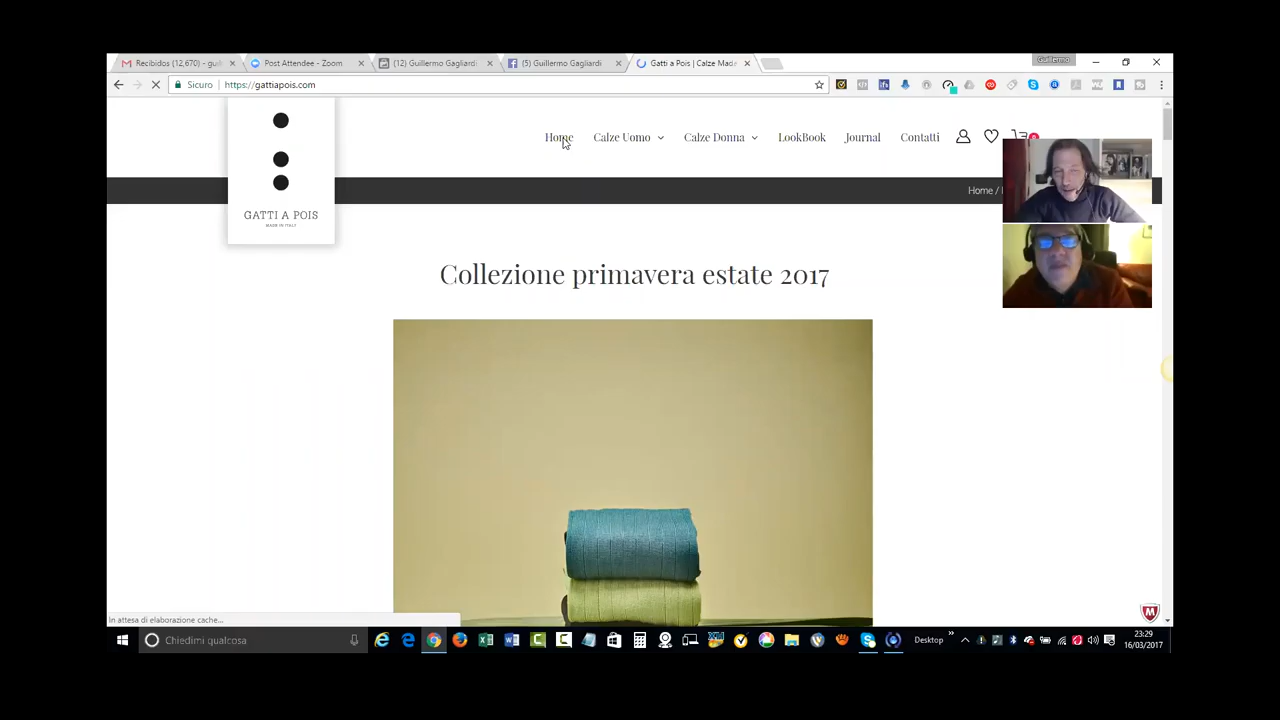 Recibidos (12,670) - gui
Post Attendee - Zoom
(12) Guillermo Gagliardi
(5) Guillermo Gagliardi
Gatti a Pois | Calze Made
Guillermo
Sicuro
https://gattiapois.com
Home
Calze Uomo
Calze Donna
LookBook
Journal
Contatti
GATTI A POIS
MADE IN ITALY
Home /
Collezione primavera estate 2017
In attesa di elaborazione cache...
Chiedimi qualcosa
Desktop
23:29
16/03/2017